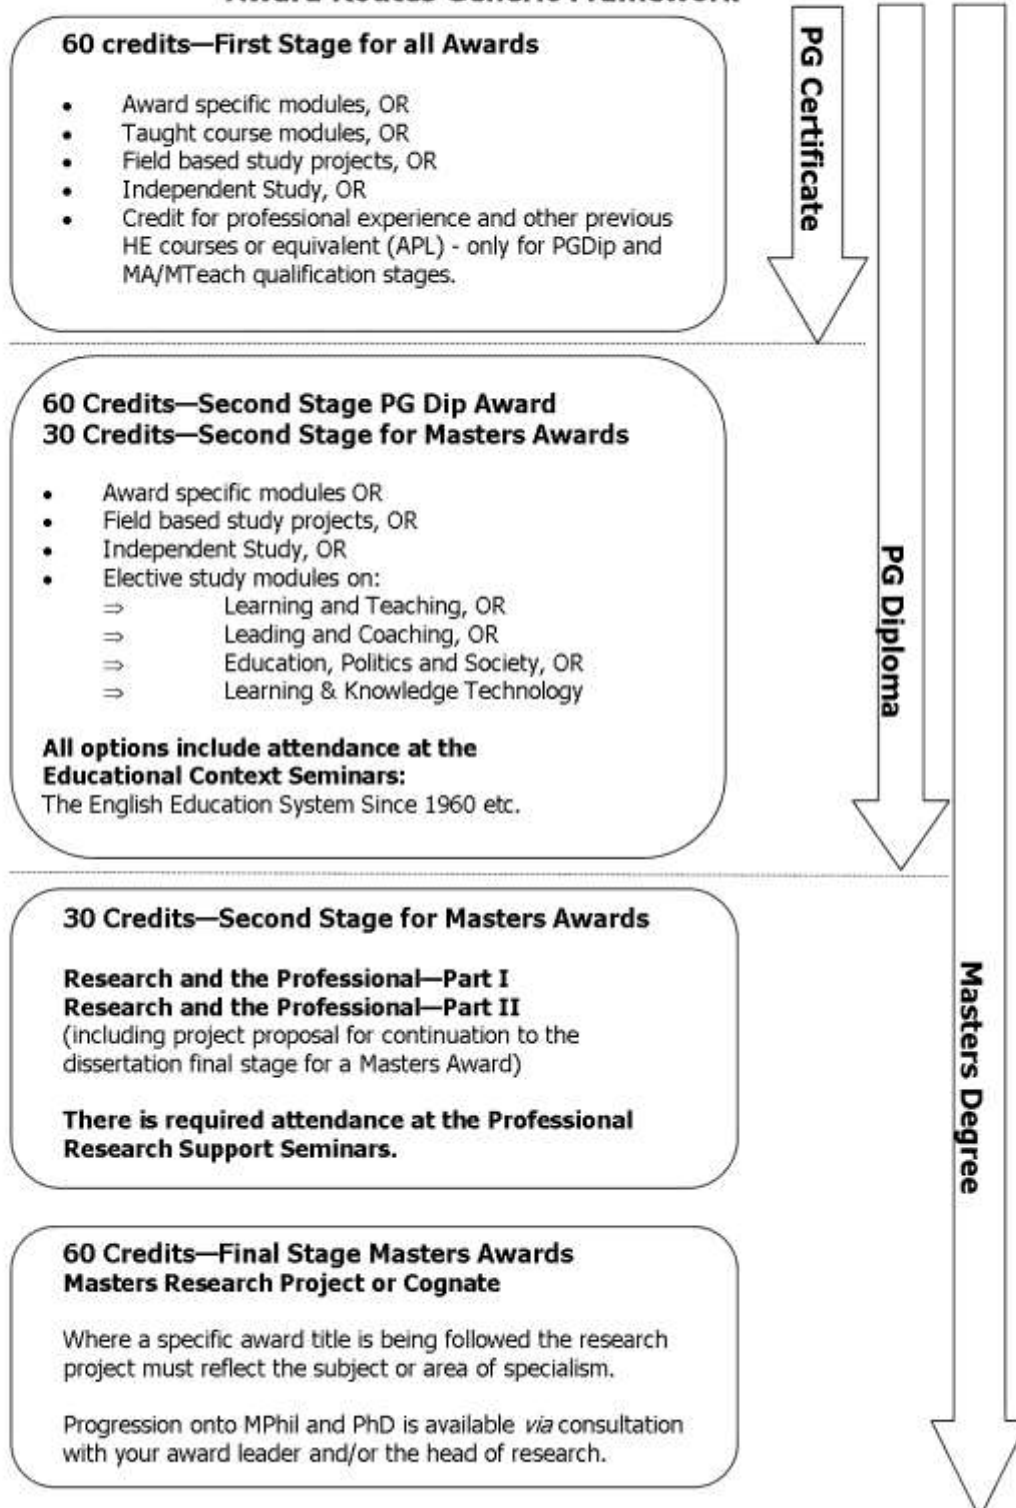 Award Routes Generic Framework
60 credits—First Stage for all Awards
• Award specific modules, OR
• Taught course modules, OR
• Field based study projects, OR
• Independent Study, OR
• Credit for professional experience and other previous
HE courses or equivalent (APL) - only for PGDip and
MA/MTeach qualification stages.
PG Certificate
60 Credits—Second Stage PG Dip Award
30 Credits—Second Stage for Masters Awards
• Award specific modules OR
• Field based study projects, OR
• Independent Study, OR
• Elective study modules on:
⇒ Learning and Teaching, OR
⇒ Leading and Coaching, OR
⇒ Education, Politics and Society, OR
⇒ Learning & Knowledge Technology
All options include attendance at the
Educational Context Seminars:
The English Education System Since 1960 etc.
PG Diploma
30 Credits—Second Stage for Masters Awards
Research and the Professional—Part I
Research and the Professional—Part II
(including project proposal for continuation to the
dissertation final stage for a Masters Award)
There is required attendance at the Professional
Research Support Seminars.
Masters Degree
60 Credits—Final Stage Masters Awards
Masters Research Project or Cognate
Where a specific award title is being followed the research
project must reflect the subject or area of specialism.
Progression onto MPhil and PhD is available via consultation
with your award leader and/or the head of research.